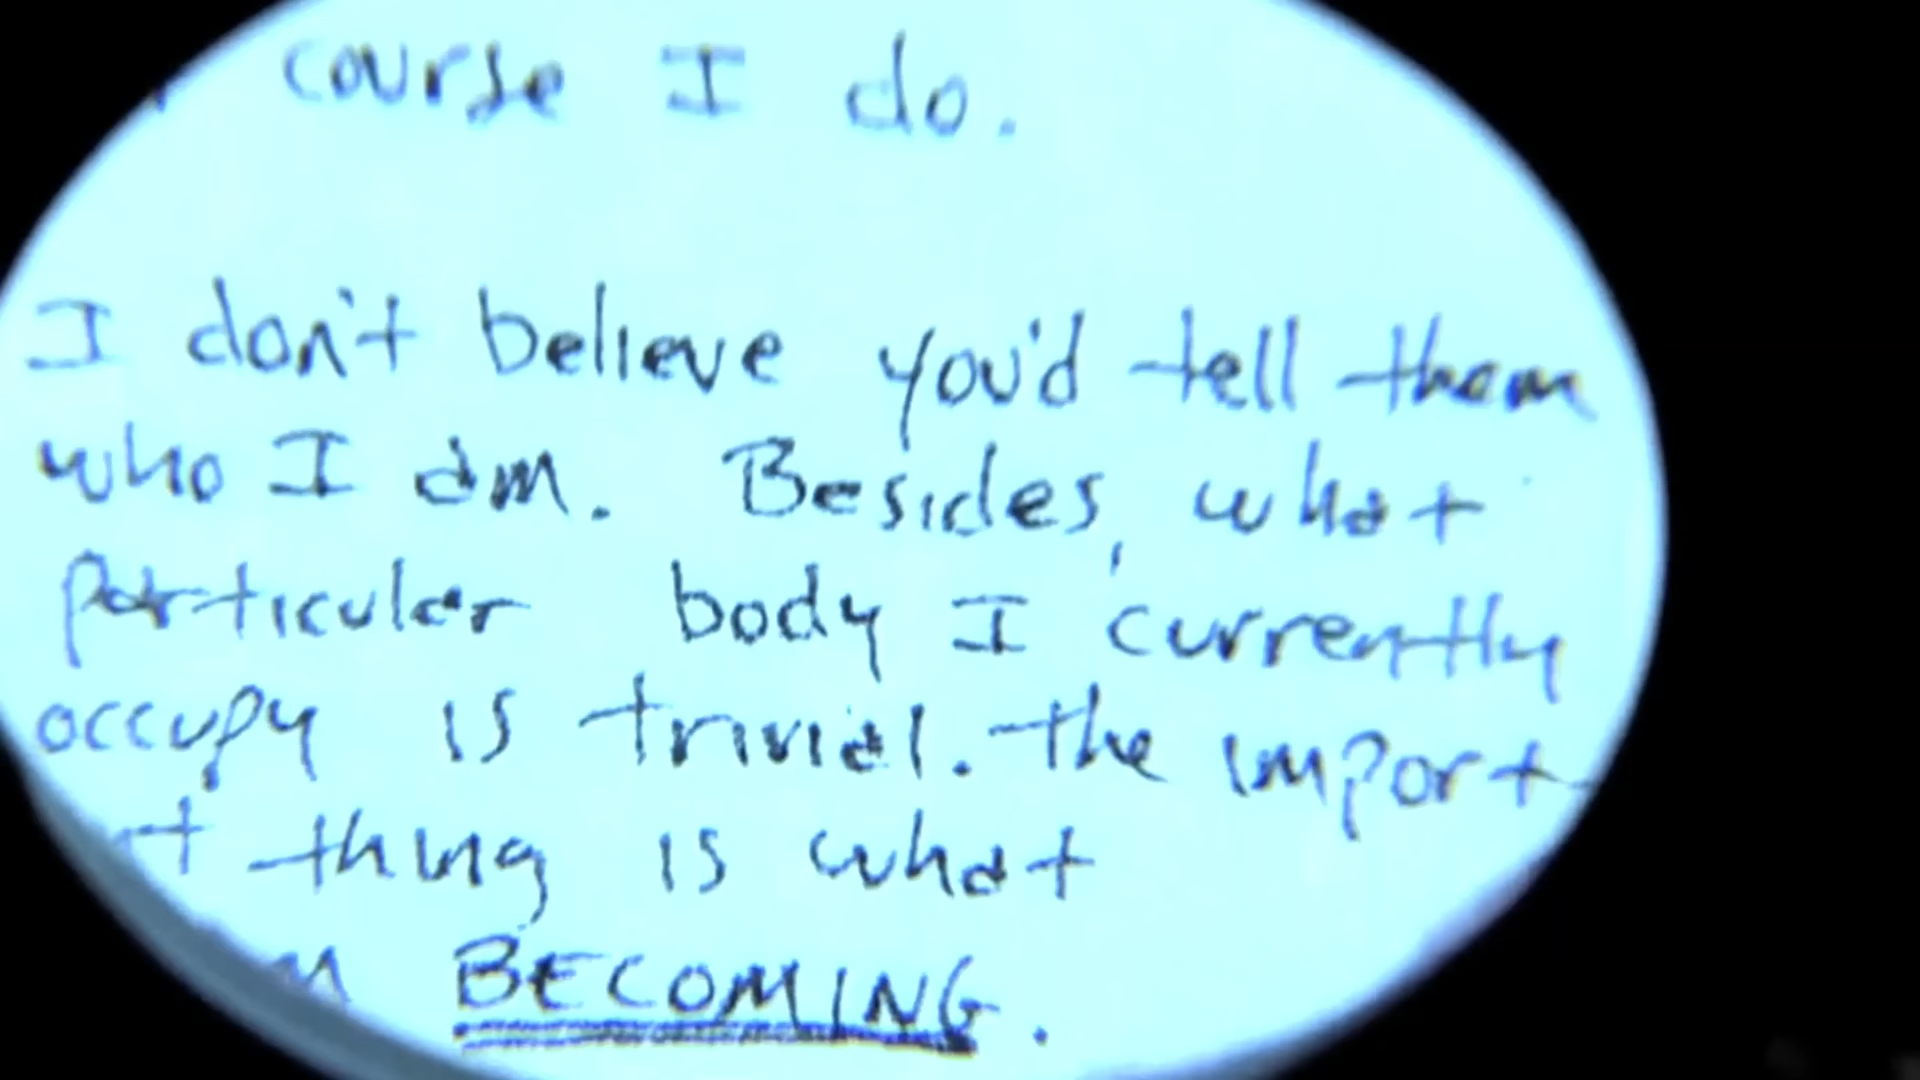 course I do.
I don't believe you'd tell them
who I am. Besides, what
particular body I currently
occupy is trivial. the import
thing is what
BECOMING.